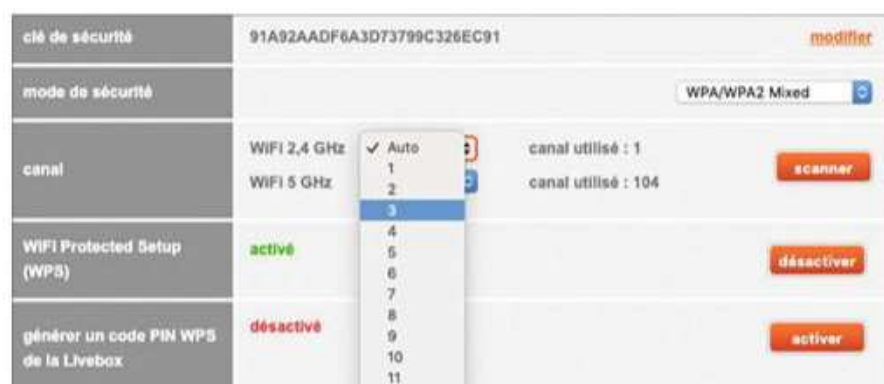 clé de sécurité 91A92AADF6A3D73799C326EC91 modifier
mode de sécurité WPA/WPA2 Mixed
canal
WiFi 2,4 GHz ✓ Auto canal utilisé : 1
WiFi 5 GHz canal utilisé : 104
scanner
1
2
3
4
5
6
7
8
9
10
11
WiFi Protected Setup
(WPS)
activé
désactiver
générer un code PIN WPS
de la Livebox
désactivé
activer